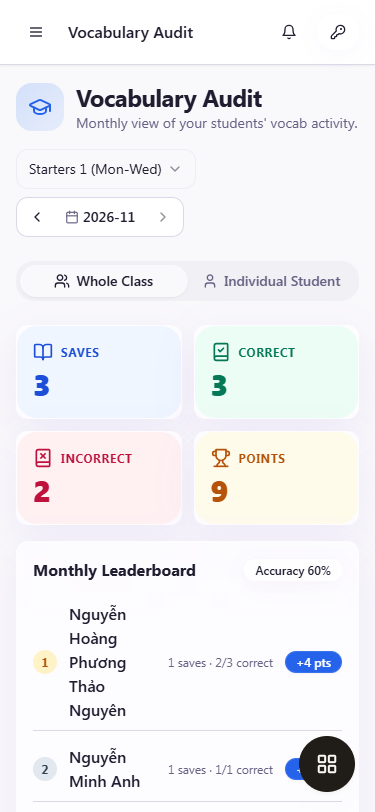 Vocabulary Audit
Vocabulary Audit
Monthly view of your students' vocab activity.
Starters 1 (Mon-Wed)
2026-11
Whole Class
Individual Student
SAVES
3
CORRECT
3
INCORRECT
2
POINTS
9
Monthly Leaderboard
Accuracy 60%
1
Nguyễn
Hoàng
Phương
Thảo
Nguyên
1 saves · 2/3 correct
+4 pts
2
Nguyễn
Minh Anh
1 saves · 1/1 correct